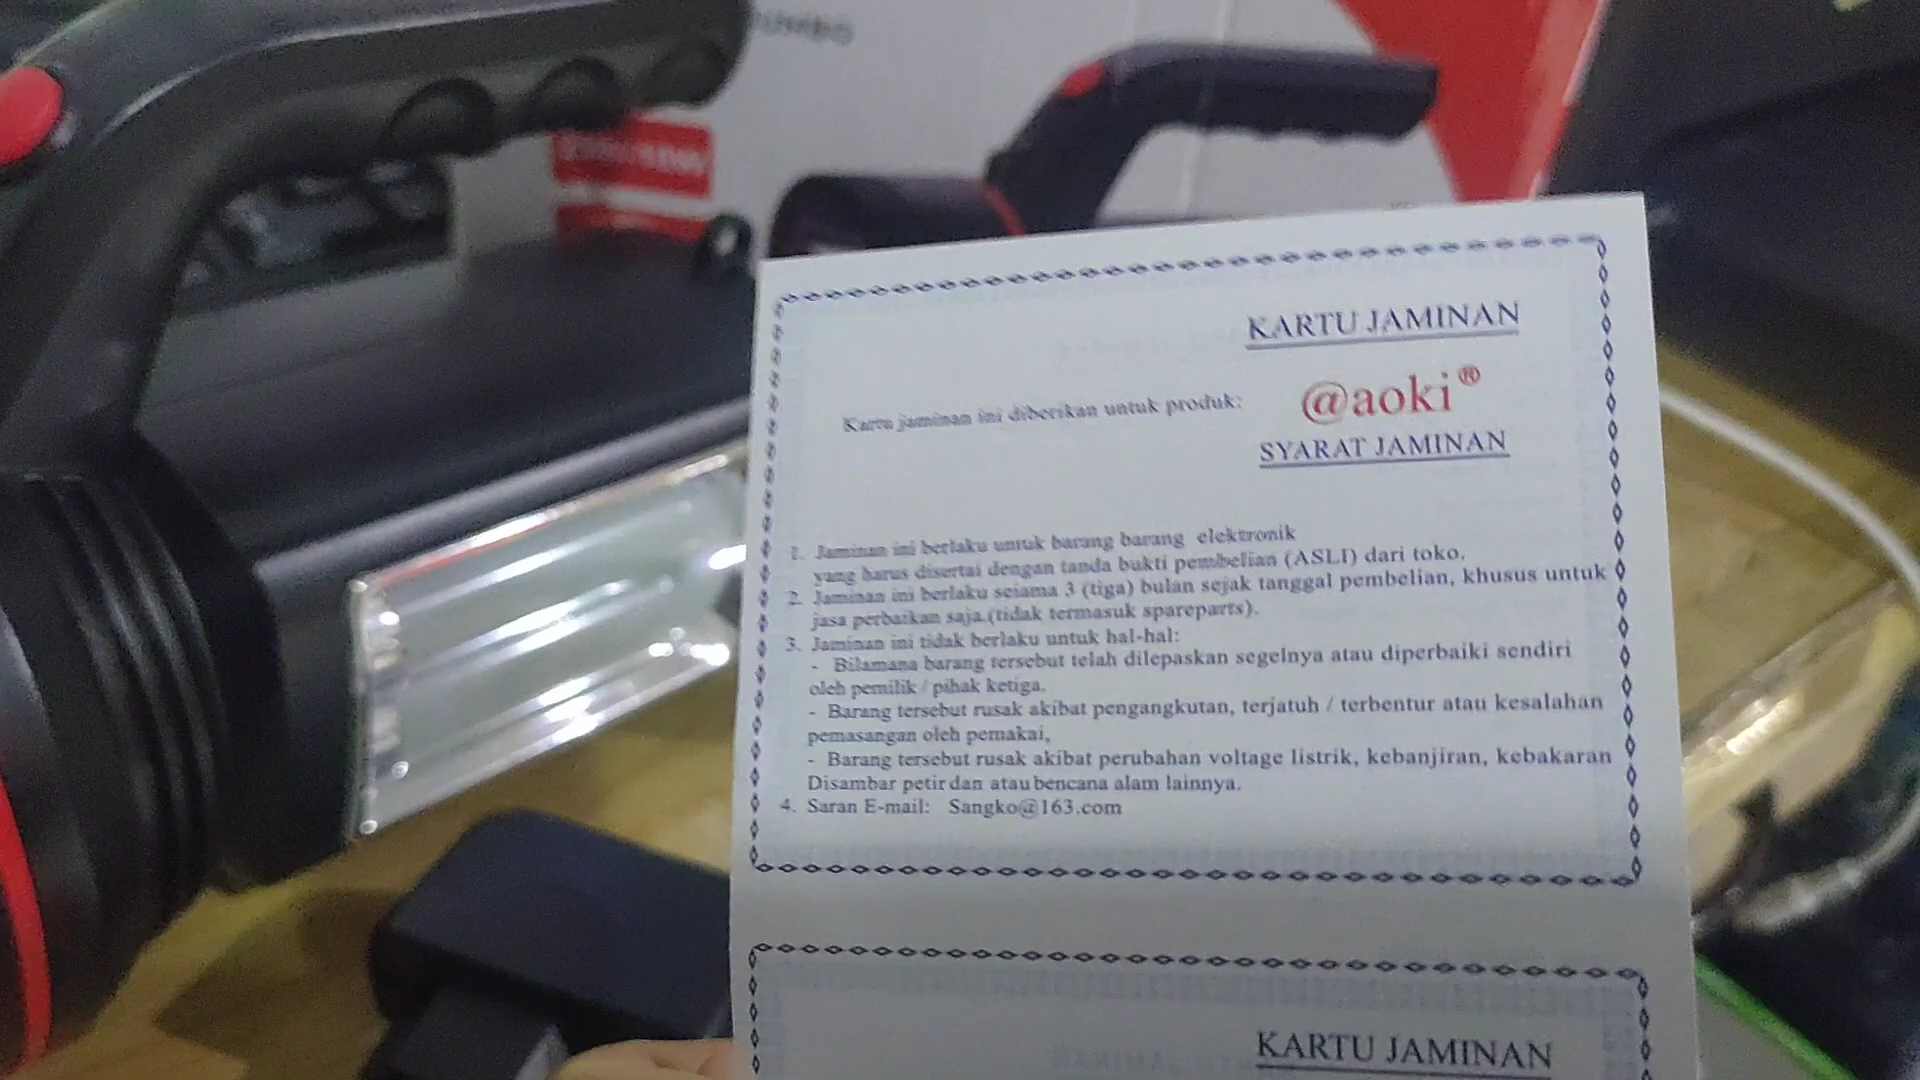 JUMBO
KARTU JAMINAN
Kartu jaminan ini diberikan untuk produk:
@aoki®
SYARAT JAMINAN
1. Jaminan ini berlaku untuk barang barang elektronik
yang harus disertai dengan tanda bukti pembelian (ASLI) dari toko.
2. Jaminan ini berlaku selama 3 (tiga) bulan sejak tanggal pembelian, khusus untuk
jasa perbaikan saja.(tidak termasuk spareparts).
3. Jaminan ini tidak berlaku untuk hal-hal:
- Bilamana barang tersebut telah dilepaskan segelnya atau diperbaiki sendiri
oleh pemilik / pihak ketiga.
- Barang tersebut rusak akibat pengangkutan, terjatuh / terbentur atau kesalahan
pemasangan oleh pemakai,
- Barang tersebut rusak akibat perubahan voltage listrik, kebanjiran, kebakaran
Disambar petir dan atau bencana alam lainnya.
4. Saran E-mail: Sangko@163.com
KARTU JAMINAN